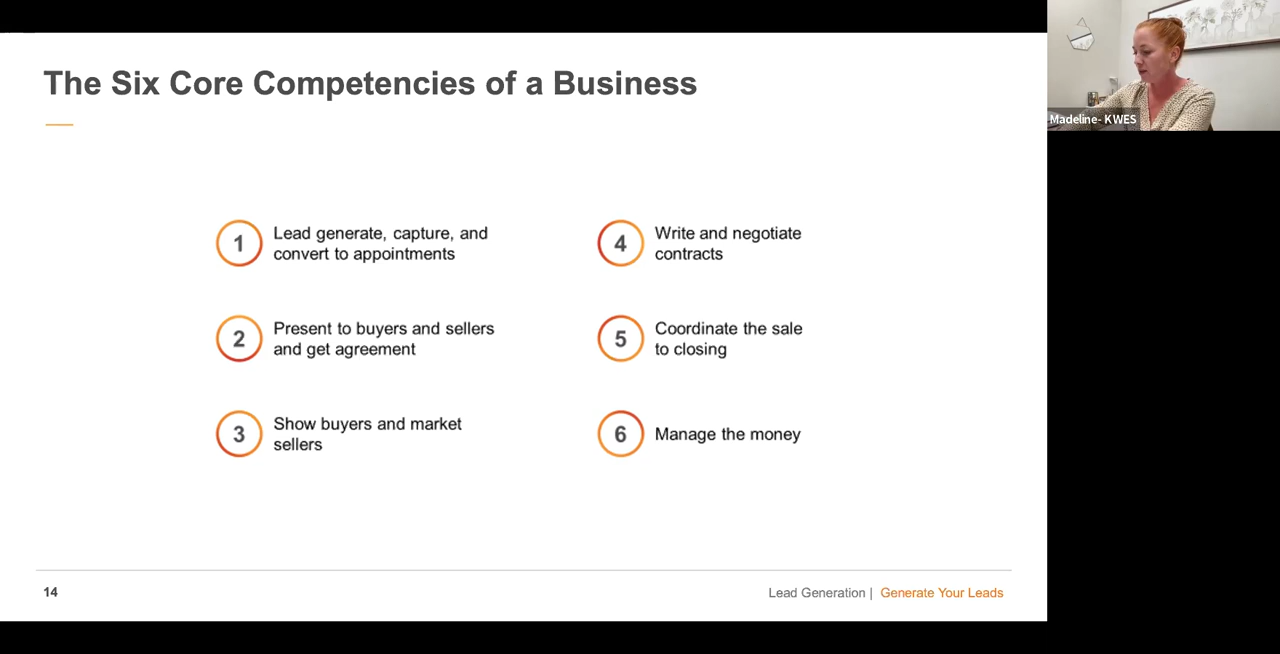 The Six Core Competencies of a Business
1
Lead generate, capture, and
convert to appointments
2
Present to buyers and sellers
and get agreement
3
Show buyers and market
sellers
4
Write and negotiate
contracts
5
Coordinate the sale
to closing
6
Manage the money
14
Lead Generation | Generate Your Leads
Madeline- KWES